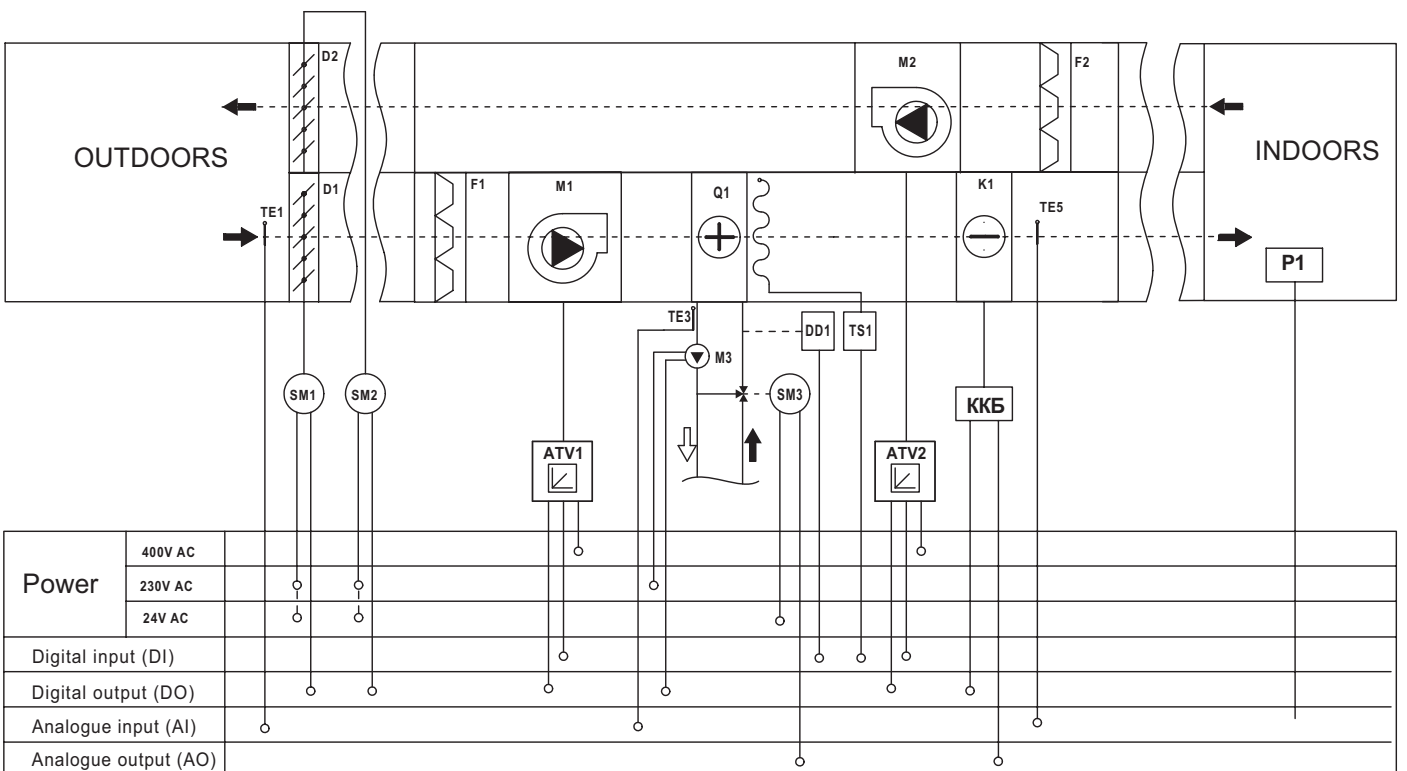 D2
M2
F2
OUTDOORS
INDOORS
F1
M1
Q1
K1
D1
TE1
TE5
P1
TE3
DD1
TS1
M3
SM1
SM2
SM3
ККБ
ATV1
ATV2
Power
400V AC
230V AC
24V AC
Digital input (DI)
Digital output (DO)
Analogue input (AI)
Analogue output (AO)